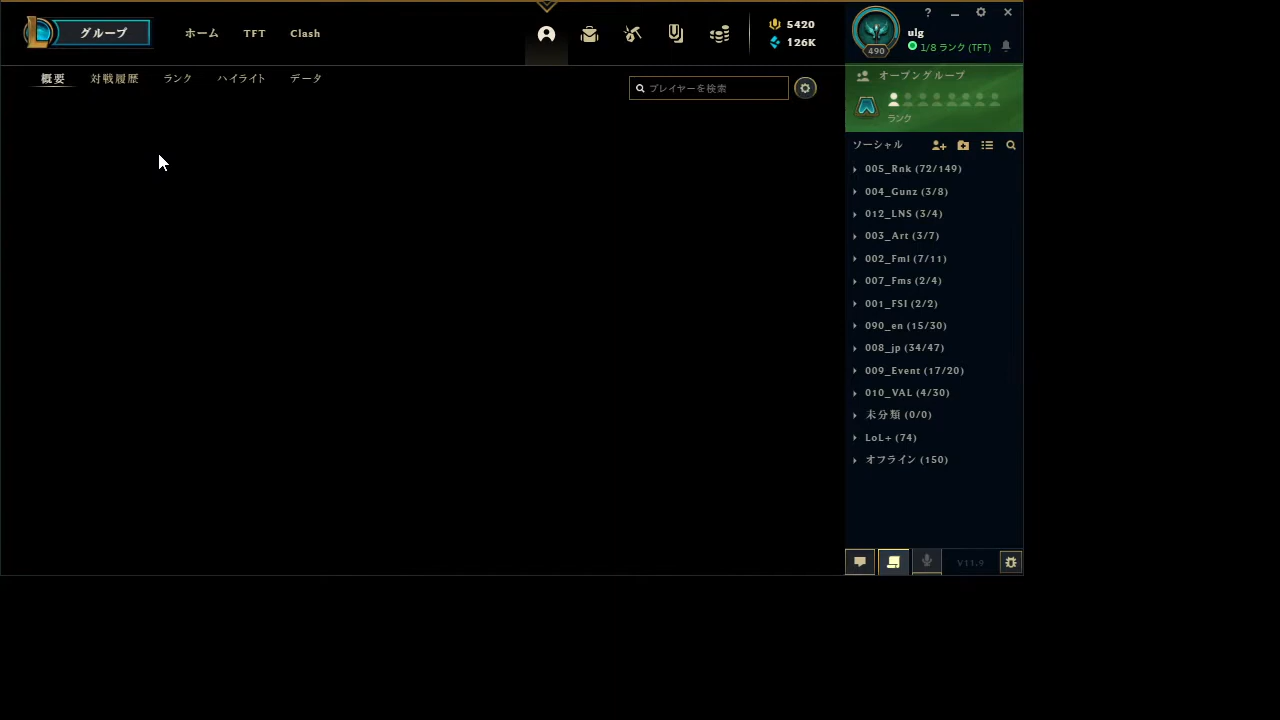 グループ
ホーム TFT Clash
5420
126K
?
ulg
490
1/8 ランク (TFT)
概要 対戦履歴 ランク ハイライト データ
プレイヤーを検索
オープングループ
ランク
ソーシャル
005_Rnk (72/149)
004_Gunz (3/8)
012_LNS (3/4)
003_Art (3/7)
002_Fml (7/11)
007_Fms (2/4)
001_FSI (2/2)
090_en (15/30)
008_jp (34/47)
009_Event (17/20)
010_VAL (4/30)
未分類 (0/0)
LoL+ (74)
オフライン (150)
V11.9